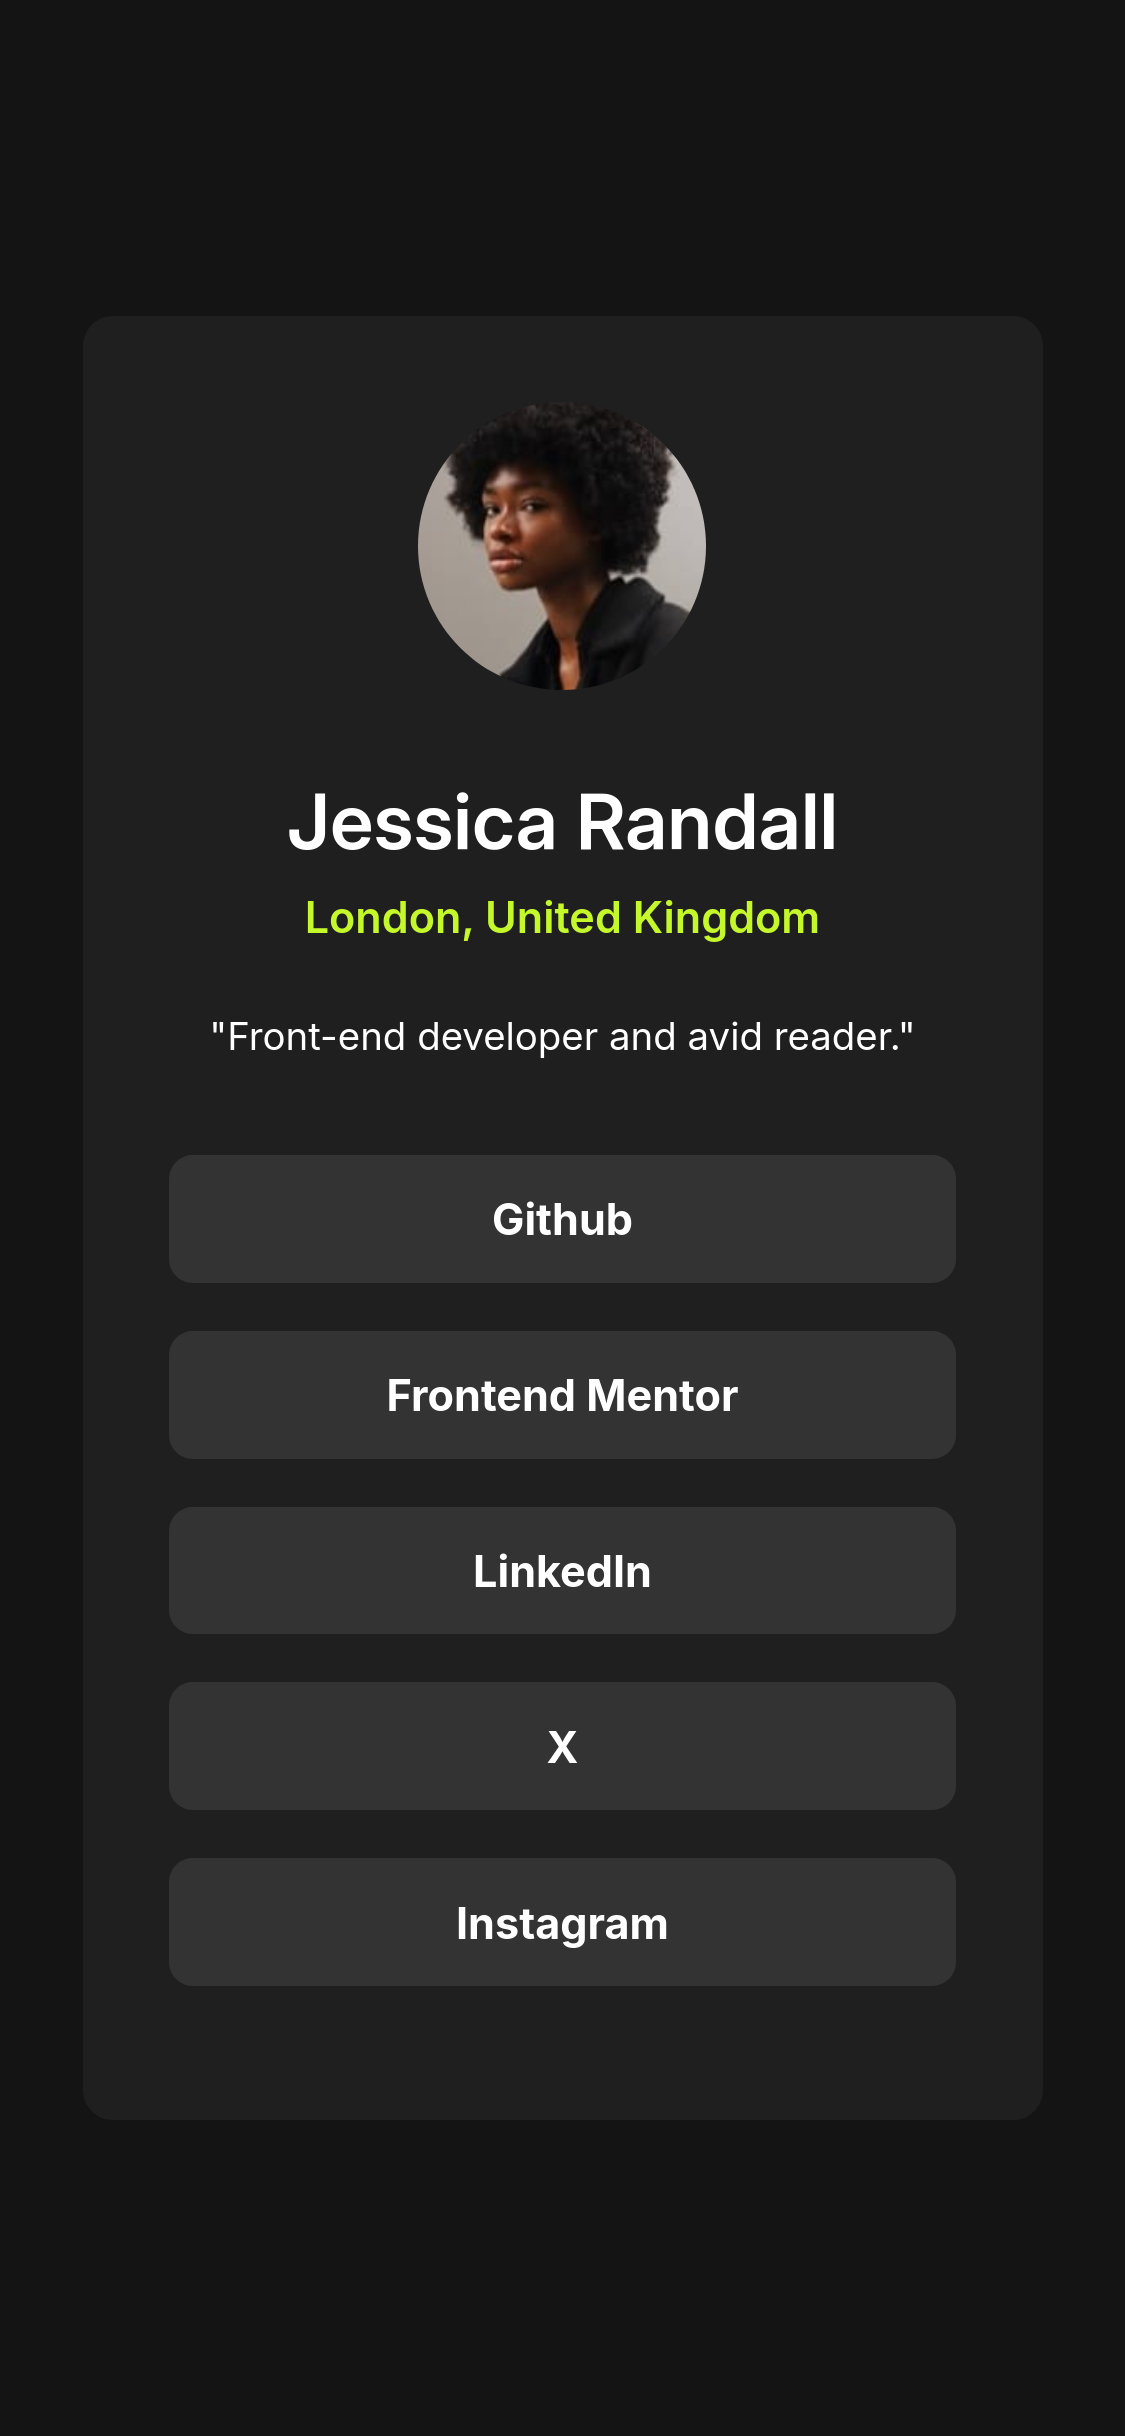 Jessica Randall
London, United Kingdom
"Front-end developer and avid reader."
Github
Frontend Mentor
LinkedIn
X
Instagram